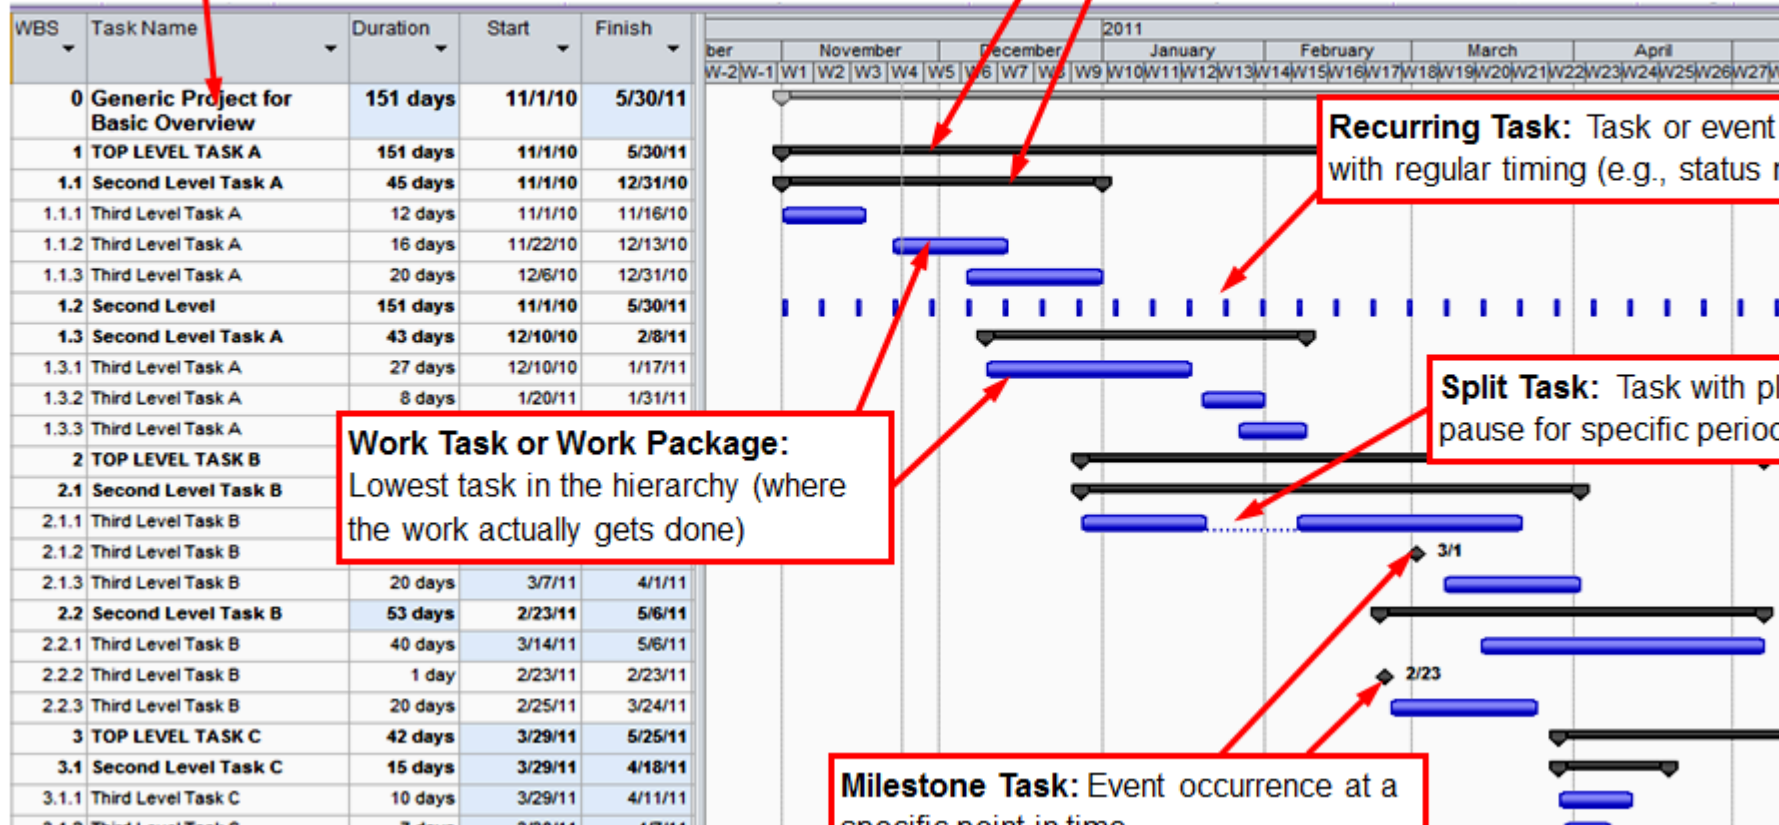 WBS Task Name Duration Start Finish
2011
ber November December January February March April
W-2 W-1 W1 W2 W3 W4 W5 W6 W7 W8 W9 W10 W11 W12 W13 W14 W15 W16 W17 W18 W19 W20 W21 W22 W23 W24 W25 W26 W27
0 Generic Project for 151 days 11/1/10 5/30/11
Basic Overview
1 TOP LEVEL TASK A 151 days 11/1/10 5/30/11
1.1 Second Level Task A 45 days 11/1/10 12/31/10
1.1.1 Third Level Task A 12 days 11/1/10 11/16/10
1.1.2 Third Level Task A 16 days 11/22/10 12/13/10
1.1.3 Third Level Task A 20 days 12/6/10 12/31/10
1.2 Second Level 151 days 11/1/10 5/30/11
1.3 Second Level Task A 43 days 12/10/10 2/8/11
1.3.1 Third Level Task A 27 days 12/10/10 1/17/11
1.3.2 Third Level Task A 8 days 1/20/11 1/31/11
1.3.3 Third Level Task A
2 TOP LEVEL TASK B
2.1 Second Level Task B
2.1.1 Third Level Task B
2.1.2 Third Level Task B 3/1
2.1.3 Third Level Task B 20 days 3/7/11 4/1/11
2.2 Second Level Task B 53 days 2/23/11 5/6/11
2.2.1 Third Level Task B 40 days 3/14/11 5/6/11
2.2.2 Third Level Task B 1 day 2/23/11 2/23/11 2/23
2.2.3 Third Level Task B 20 days 2/25/11 3/24/11
3 TOP LEVEL TASK C 42 days 3/29/11 5/25/11
3.1 Second Level Task C 15 days 3/29/11 4/18/11
3.1.1 Third Level Task C 10 days 3/29/11 4/11/11
Recurring Task: Task or event
with regular timing (e.g., status
Split Task: Task with
pause for specific
Work Task or Work Package:
Lowest task in the hierarchy (where
the work actually gets done)
Milestone Task: Event occurrence at a
specific point in time